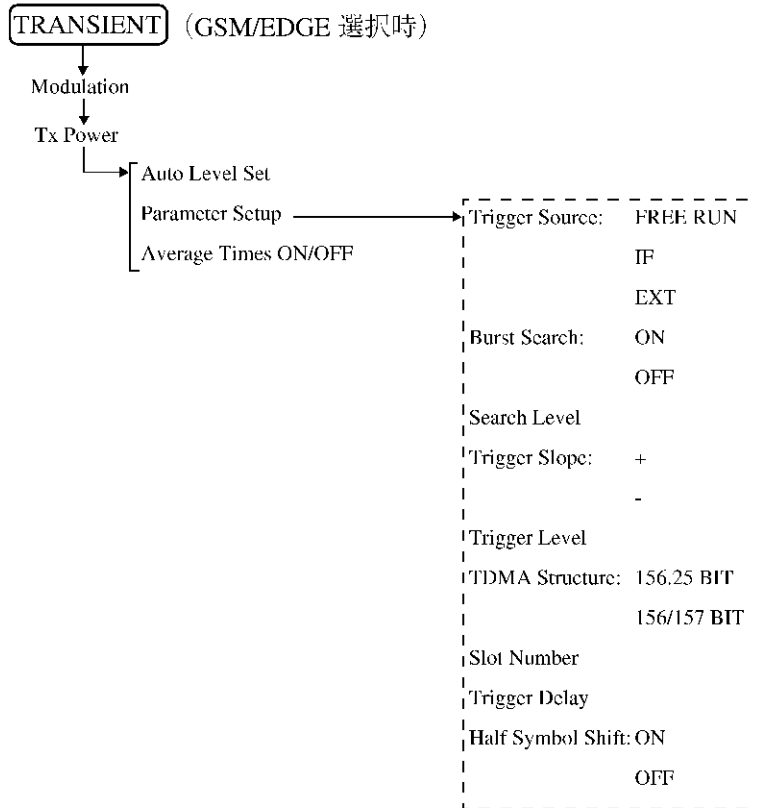 TRANSIENT (GSM/EDGE 選択時)
Modulation
Tx Power
Auto Level Set
Parameter Setup
Average Times ON/OFF
Trigger Source: FREE RUN
IF
EXT
Burst Search: ON
OFF
Search Level
Trigger Slope: +
-
Trigger Level
TDMA Structure: 156.25 BIT
156/157 BIT
Slot Number
Trigger Delay
Half Symbol Shift: ON
OFF